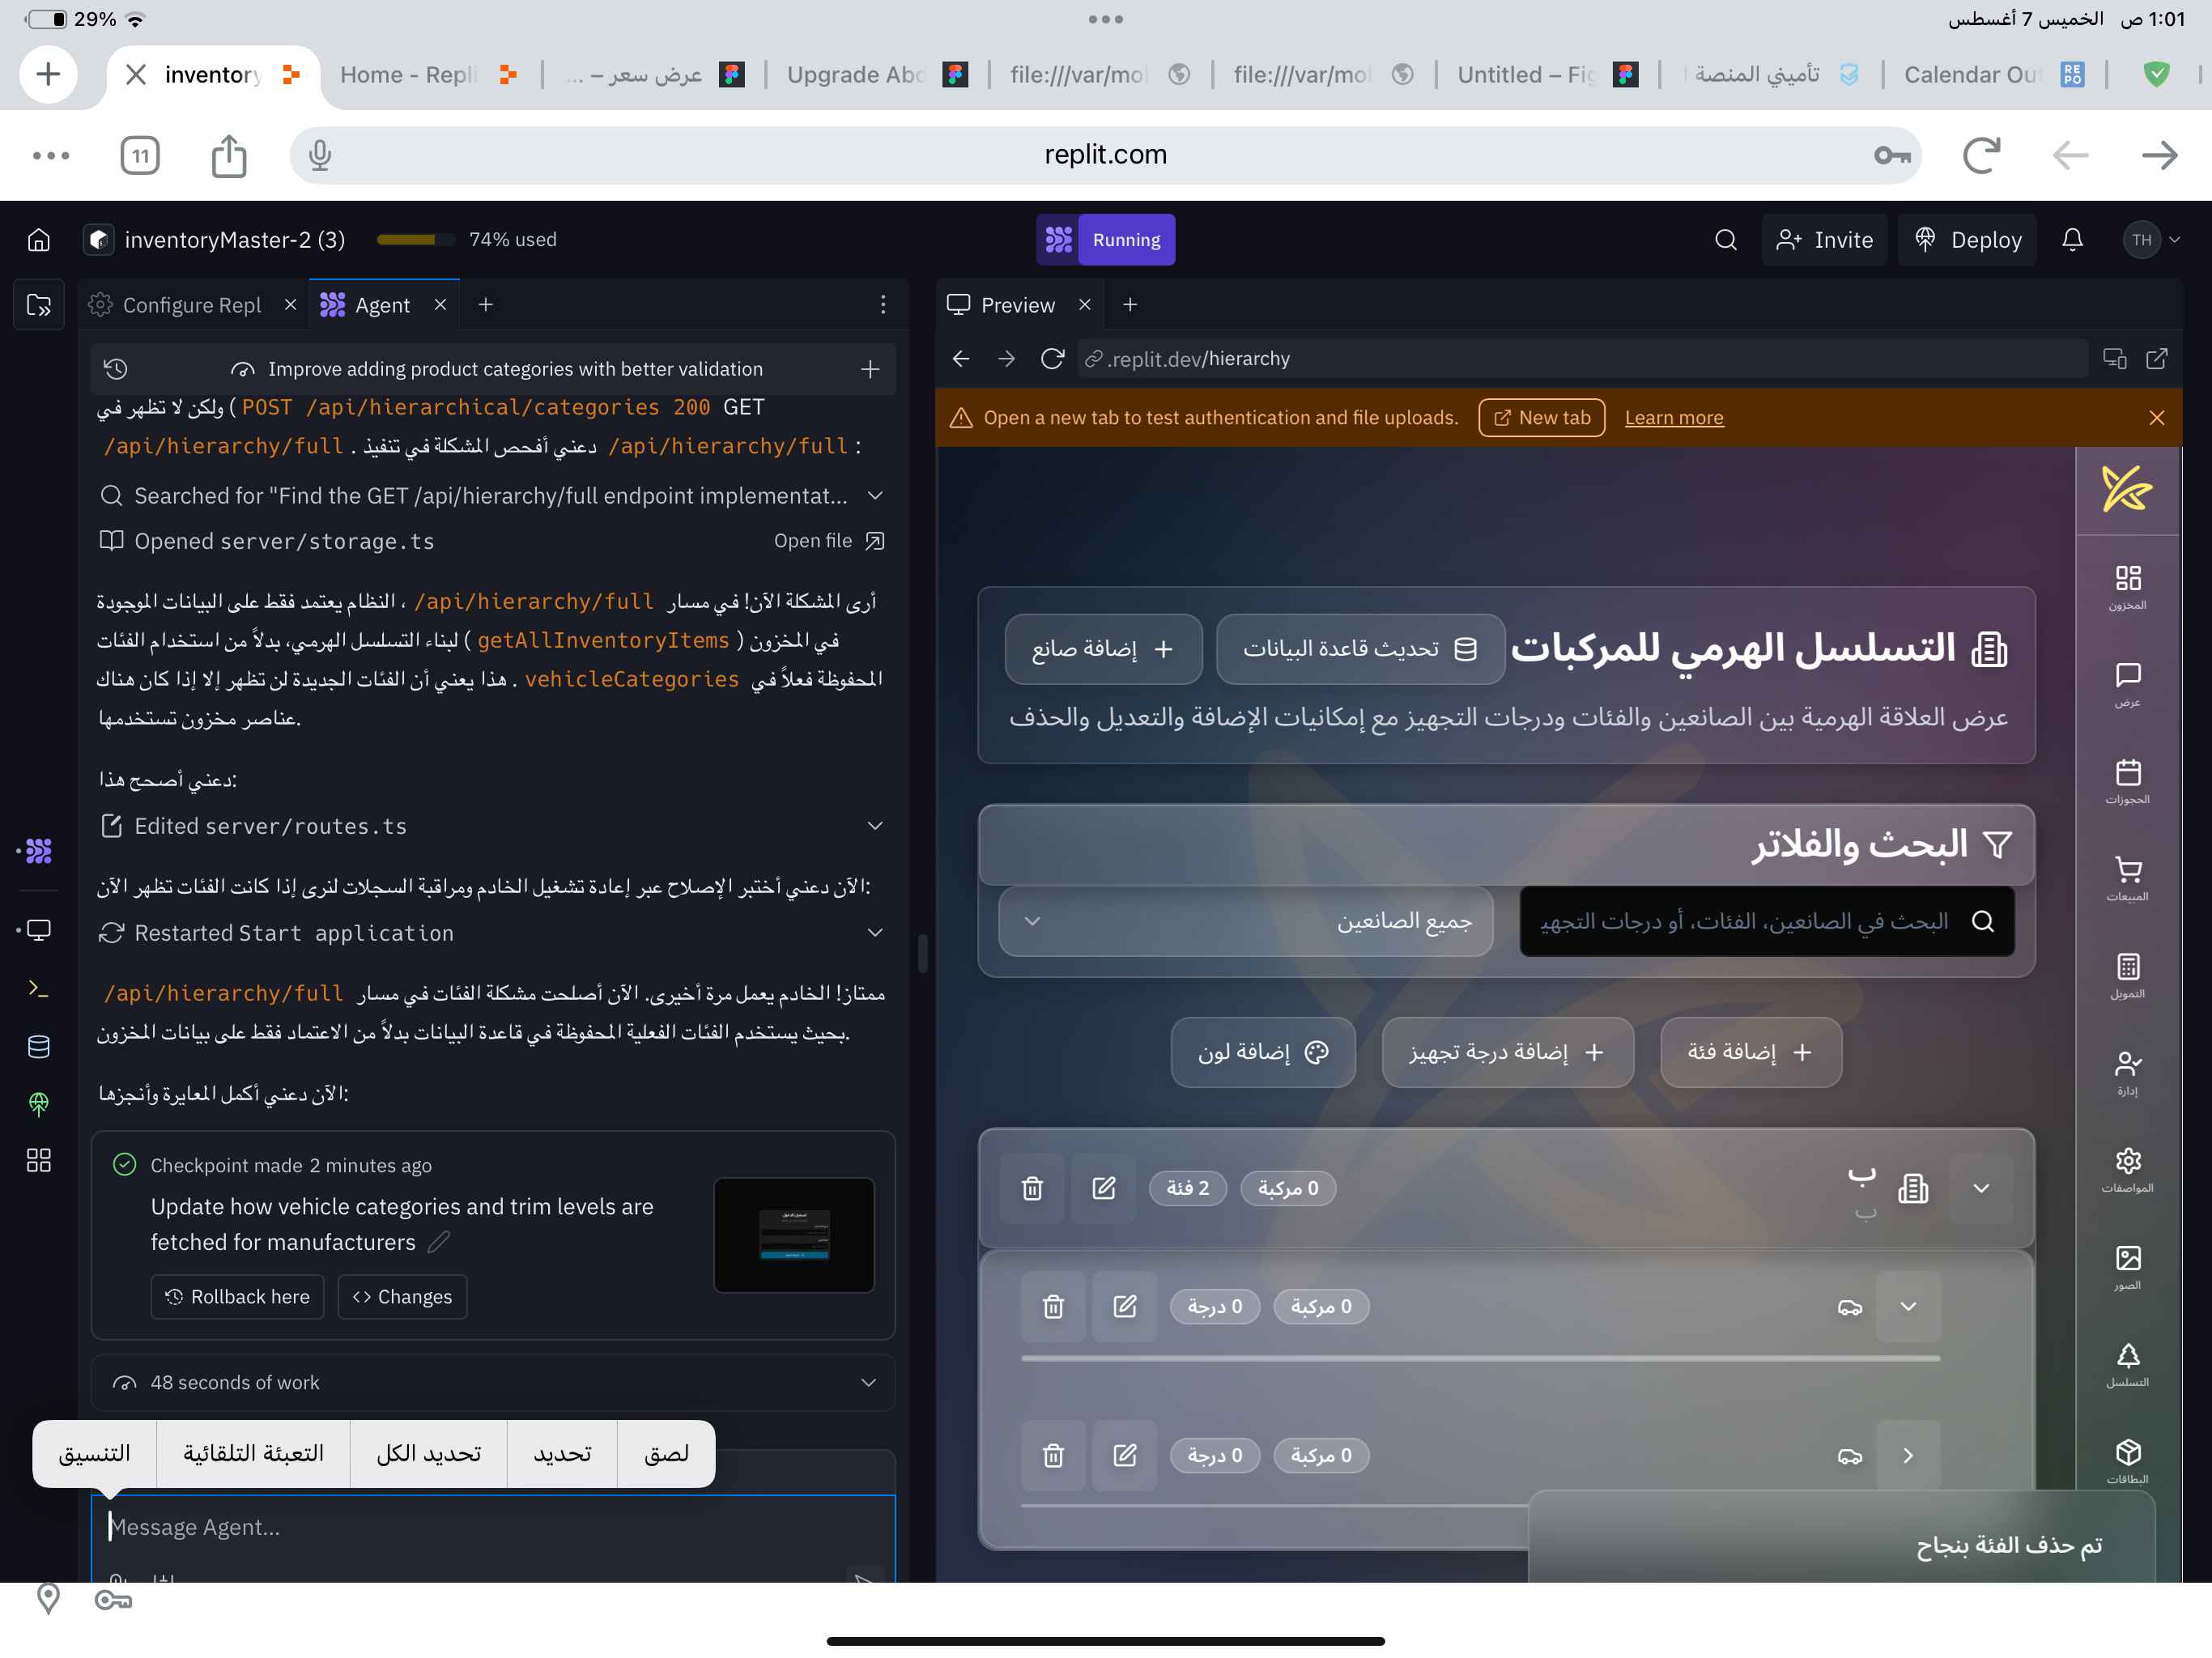 29%
1:01 ص الخميس 7 أغسطس
inventory
Home - Repli
عرض سعر – ...
Upgrade Abo
file:///var/mol
file:///var/mol
Untitled – Fig
تأميني المنصة
Calendar Out
REPO
11
replit.com
inventoryMaster-2 (3)
74% used
Running
Invite
Deploy
TH
Configure Repl
Agent
Improve adding product categories with better validation
POST /api/hierarchical/categories 200 GET) ولكن لا تظهر في
/api/hierarchy/full. دعني أفحص المشكلة في تنفيذ /api/hierarchy/full:
Searched for "Find the GET /api/hierarchy/full endpoint implementat...
Opened server/storage.ts
Open file
أرى المشكلة الآن! في مسار /api/hierarchy/full، النظام يعتمد فقط على البيانات الموجودة
في المخزون (getAllInventoryItems) لبناء التسلسل الهرمي، بدلاً من استخدام الفئات
المحفوظة فعلاً في vehicleCategories. هذا يعني أن الفئات الجديدة لن تظهر إلا إذا كان هناك
عناصر مخزون تستخدمها.
دعني أصحح هذا:
Edited server/routes.ts
الآن دعني أختبر الإصلاح عبر إعادة تشغيل الخادم ومراقبة السجلات لنرى إذا كانت الفئات تظهر الآن:
Restarted Start application
ممتاز! الخادم يعمل مرة أخرى. الآن أصلحت مشكلة الفئات في مسار /api/hierarchy/full
بحيث يستخدم الفئات الفعلية المحفوظة في قاعدة البيانات بدلاً من الاعتماد فقط على بيانات المخزون.
الآن دعني أكمل المعايرة وأنجزها:
Checkpoint made 2 minutes ago
Update how vehicle categories and trim levels are
fetched for manufacturers
Rollback here
Changes
48 seconds of work
لصق
تحديد
تحديد الكل
التعبئة التلقائية
التنسيق
Message Agent...
Preview
.replit.dev/hierarchy
Open a new tab to test authentication and file uploads.
New tab
Learn more
التسلسل الهرمي للمركبات
تحديث قاعدة البيانات
إضافة صانع
عرض العلاقة الهرمية بين الصانعين والفئات ودرجات التجهيز مع إمكانيات الإضافة والتعديل والحذف
البحث والفلاتر
البحث في الصانعين، الفئات، أو درجات التجهي
جميع الصانعين
إضافة فئة
إضافة درجة تجهيز
إضافة لون
ب
ب
0 مركبة
2 فئة
0 مركبة
0 درجة
0 مركبة
0 درجة
تم حذف الفئة بنجاح
المخزون
عرض
الحجوزات
المبيعات
التمويل
إدارة
المواصفات
الصور
التسلسل
البطاقات